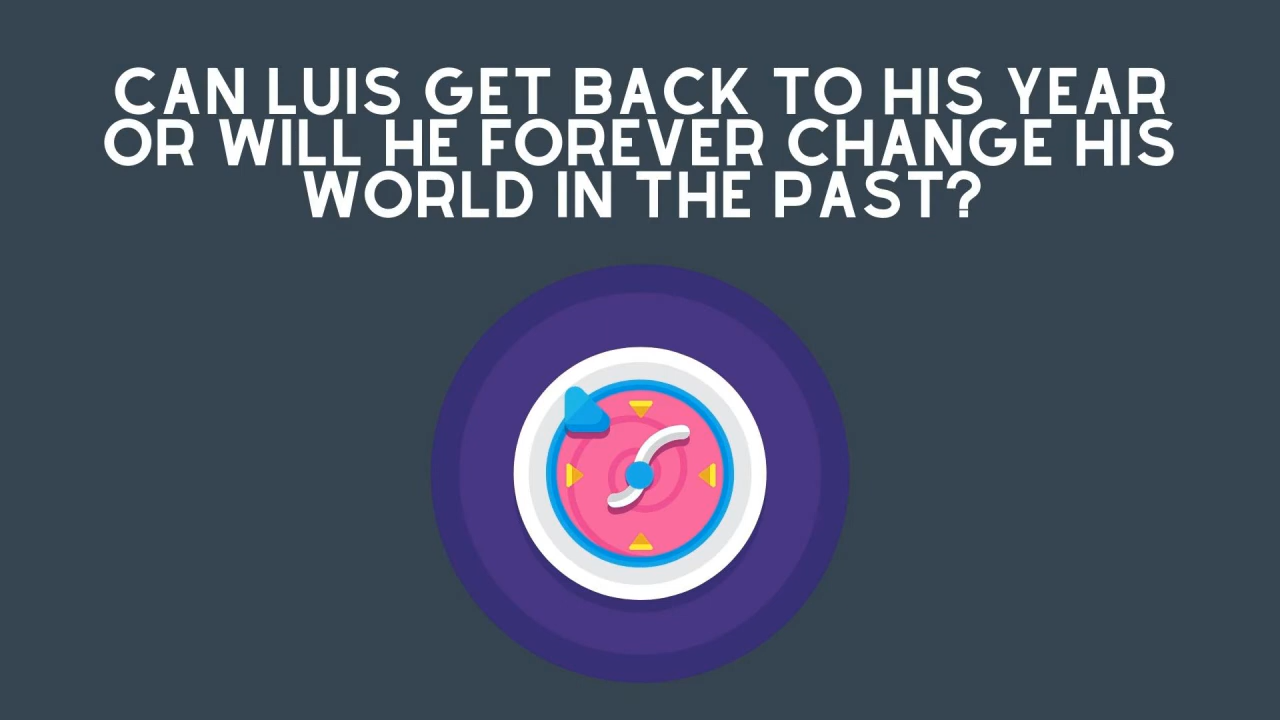 CAN LUIS GET BACK TO HIS YEAR
OR WILL HE FOREVER CHANGE HIS
WORLD IN THE PAST?